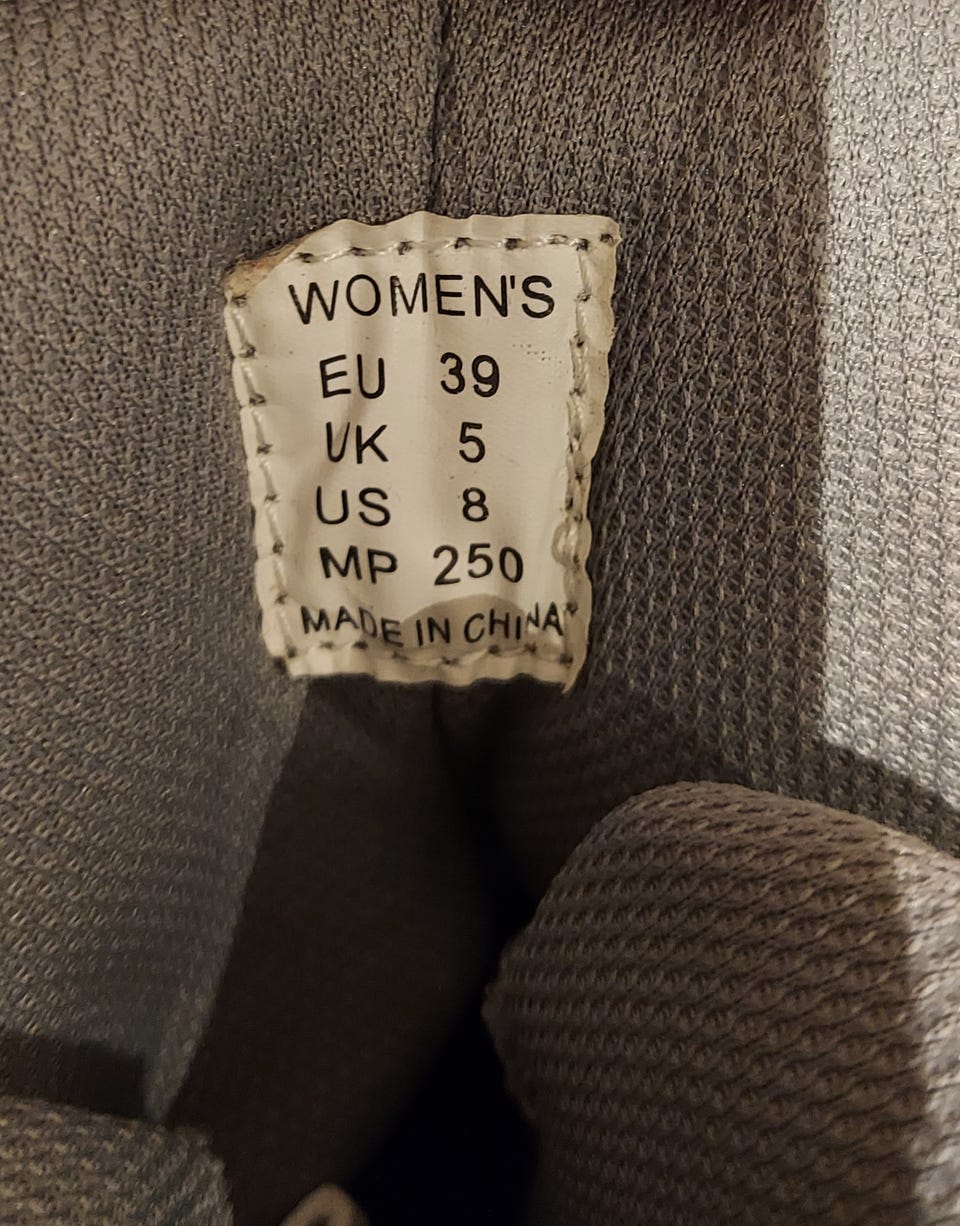 WOMEN'S
EU 39
UK 5
US 8
MP 250
MADE IN CHINA